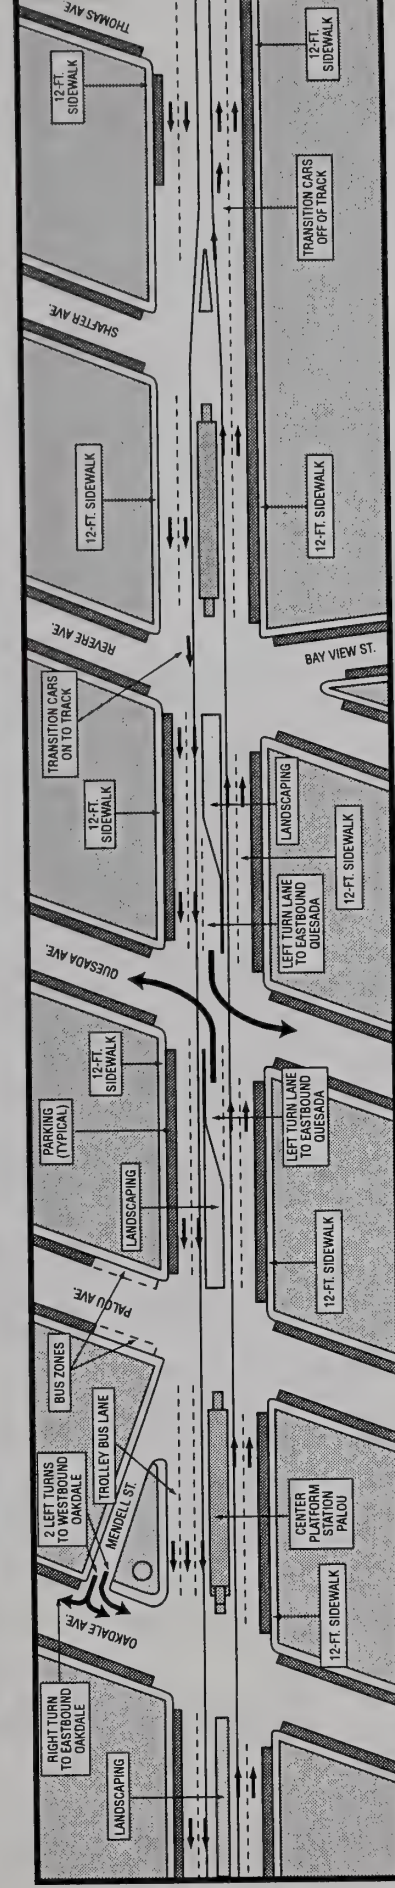 THOMAS AVE
12-FT.
SIDEWALK
12-FT.
SIDEWALK
TRANSITION CARS
OFF OF TRACK
SHAFTER AVE.
12-FT. SIDEWALK
12-FT. SIDEWALK
REVERE AVE.
BAY VIEW ST.
TRANSITION CARS
ON TO TRACK
12-FT.
SIDEWALK
LANDSCAPING
12-FT. SIDEWALK
LEFT TURN LANE
TO EASTBOUND
QUESADA
QUESADA AVE.
12-FT.
SIDEWALK
PARKING
(TYPICAL)
LEFT TURN LANE
TO EASTBOUND
QUESADA
LANDSCAPING
12-FT. SIDEWALK
PALOU AVE.
BUS ZONES
TROLLEY BUS LANE
2 LEFT TURNS
TO WESTBOUND
OAKDALE
MENDELL ST.
CENTER
PLATFORM
STATION
PALOU
12-FT. SIDEWALK
OAKDALE AVE.
RIGHT TURN
TO EASTBOUND
OAKDALE
LANDSCAPING